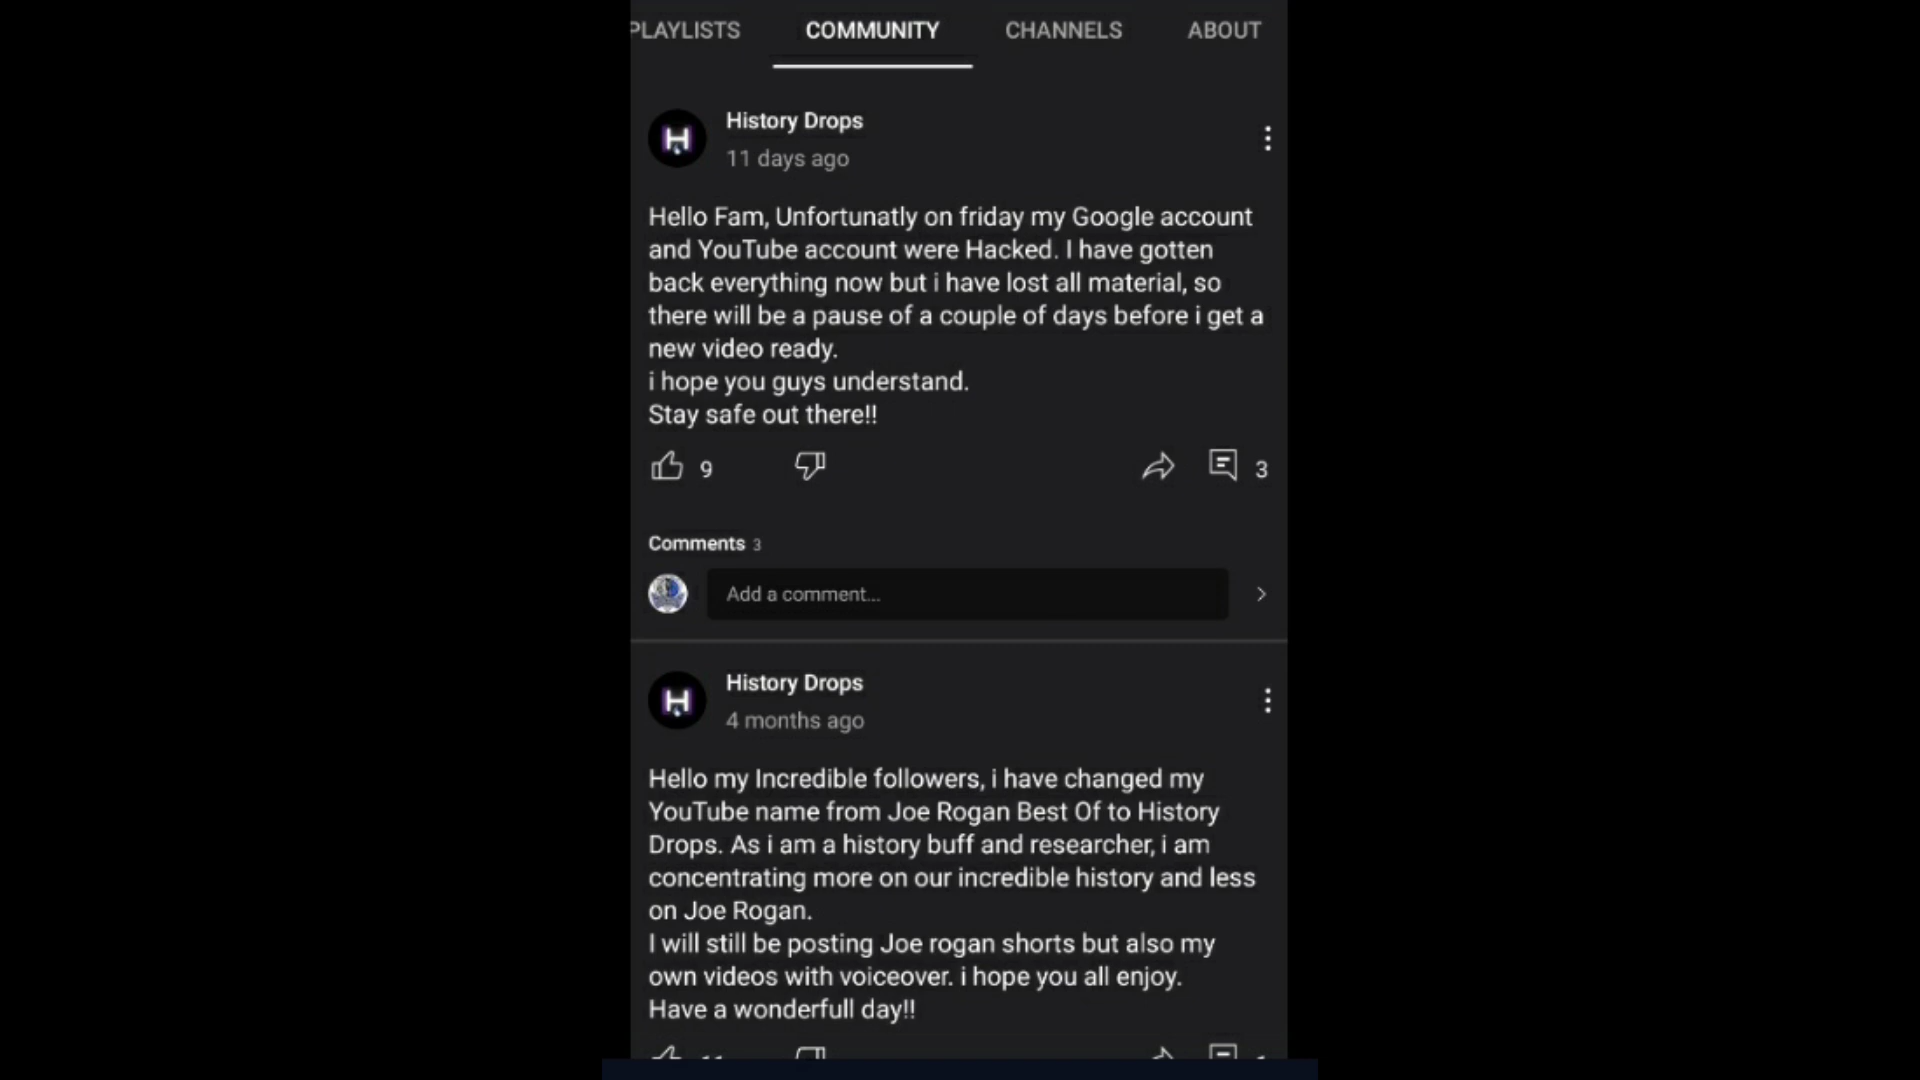 PLAYLISTS COMMUNITY CHANNELS ABOUT
History Drops
11 days ago
Hello Fam, Unfortunatly on friday my Google account
and YouTube account were Hacked. I have gotten
back everything now but i have lost all material, so
there will be a pause of a couple of days before i get a
new video ready.
i hope you guys understand.
Stay safe out there!!
9 3
Comments 3
Add a comment...
History Drops
4 months ago
Hello my Incredible followers, i have changed my
YouTube name from Joe Rogan Best Of to History
Drops. As i am a history buff and researcher, i am
concentrating more on our incredible history and less
on Joe Rogan.
I will still be posting Joe rogan shorts but also my
own videos with voiceover. i hope you all enjoy.
Have a wonderfull day!!